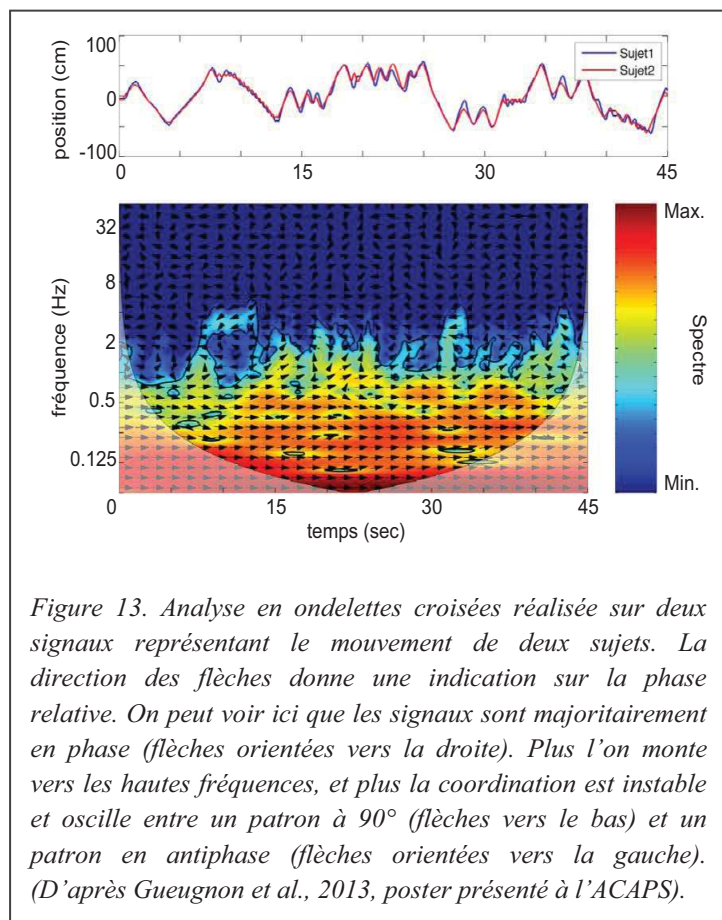 100
0
-100
position (cm)
Sujet1
Sujet2
0
15
30
45
32
8
2
0.5
0.125
fréquence (Hz)
0
15
30
45
temps (sec)
Max.
Spectre
Min.
Figure 13. Analyse en ondelettes croisées réalisée sur deux
signaux représentant le mouvement de deux sujets. La
direction des flèches donne une indication sur la phase
relative. On peut voir ici que les signaux sont majoritairement
en phase (flèches orientées vers la droite). Plus l’on monte
vers les hautes fréquences, et plus la coordination est instable
et oscille entre un patron à 90° (flèches vers le bas) et un
patron en antiphase (flèches orientées vers la gauche).
(D’après Gueugnon et al., 2013, poster présenté à l’ACAPS).